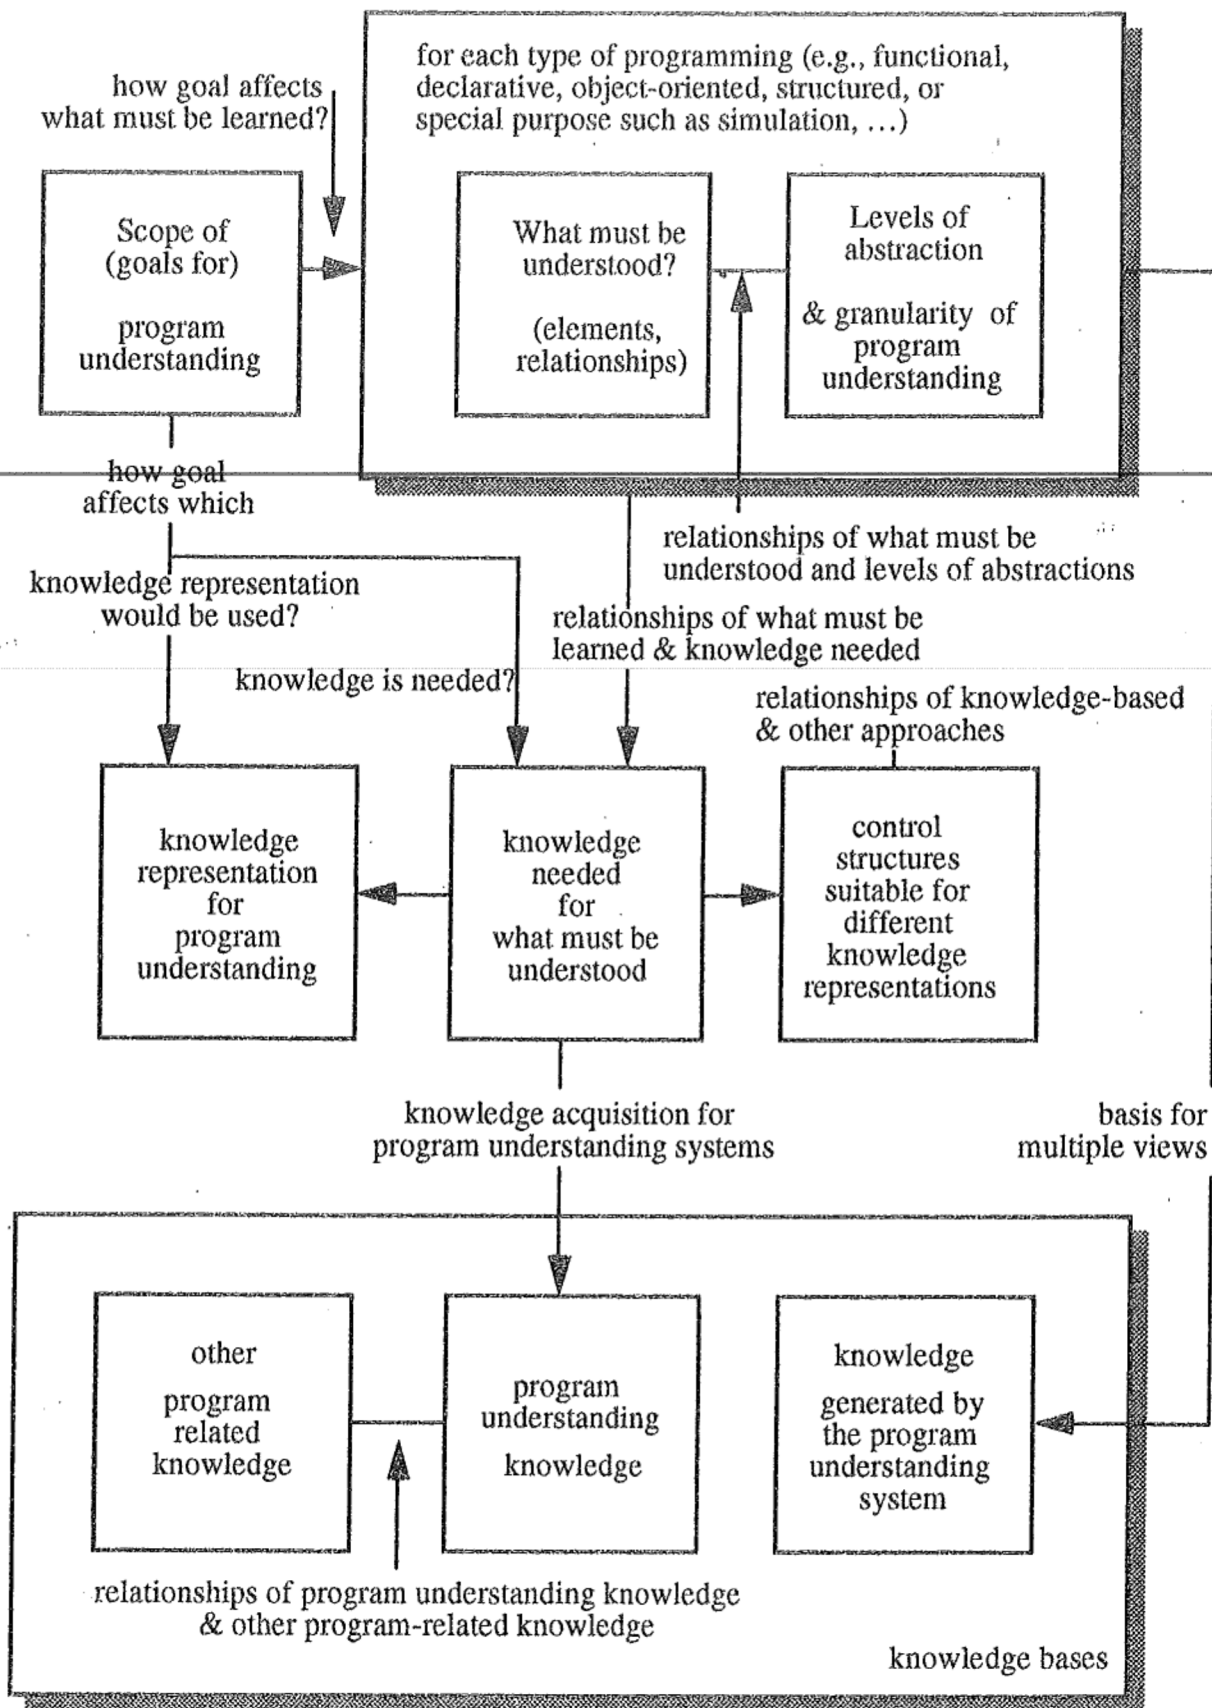 how goal affects
what must be learned?
for each type of programming (e.g., functional,
declarative, object-oriented, structured, or
special purpose such as simulation, ...)
Scope of
(goals for)
program
understanding
What must be
understood?
(elements,
relationships)
Levels of
abstraction
& granularity of
program
understanding
how goal
affects which
knowledge representation
would be used?
knowledge is needed?
relationships of what must be
understood and levels of abstractions
relationships of what must be
learned & knowledge needed
relationships of knowledge-based
& other approaches
knowledge
representation
for
program
understanding
knowledge
needed
for
what must be
understood
control
structures
suitable for
different
knowledge
representations
knowledge acquisition for
program understanding systems
basis for
multiple views
other
program
related
knowledge
program
understanding
knowledge
knowledge
generated by
the program
understanding
system
relationships of program understanding knowledge
& other program-related knowledge
knowledge bases